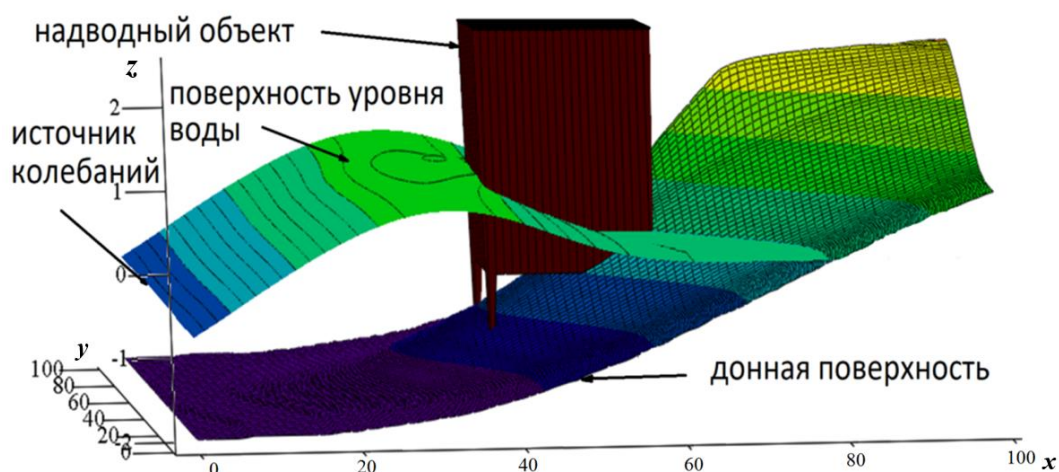 надводный объект
z
поверхность уровня
воды
2
источник
колебаний
1
0
y
-1
донная поверхность
100
80
60
40
20
-2
0
0
20
40
60
80
100
x